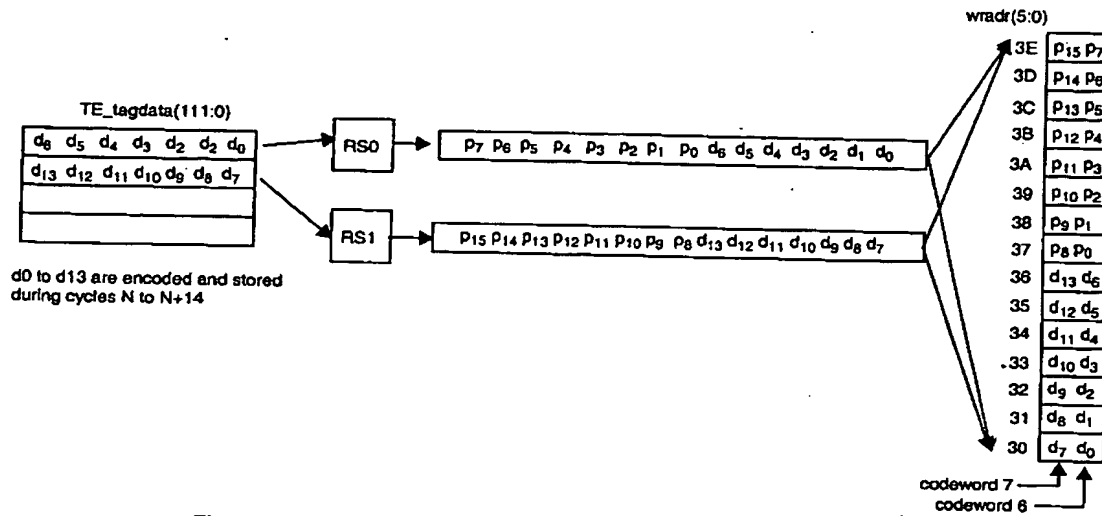 wradr(5:0)
TE_tagdata(111:0)
d6 d5 d4 d3 d2 d2 d0
d13 d12 d11 d10 d9 d8 d7
RS0
p7 p6 p5 p4 p3 p2 p1 p0 d6 d5 d4 d3 d2 d1 d0
RS1
p15 p14 p13 p12 p11 p10 p9 p8 d13 d12 d11 d10 d9 d8 d7
d0 to d13 are encoded and stored
during cycles N to N+14
3E p15 p7
3D p14 p6
3C p13 p5
3B p12 p4
3A p11 p3
39 p10 p2
38 p9 p1
37 p8 p0
36 d13 d6
35 d12 d5
34 d11 d4
33 d10 d3
32 d9 d2
31 d8 d1
30 d7 d0
codeword 7
codeword 6